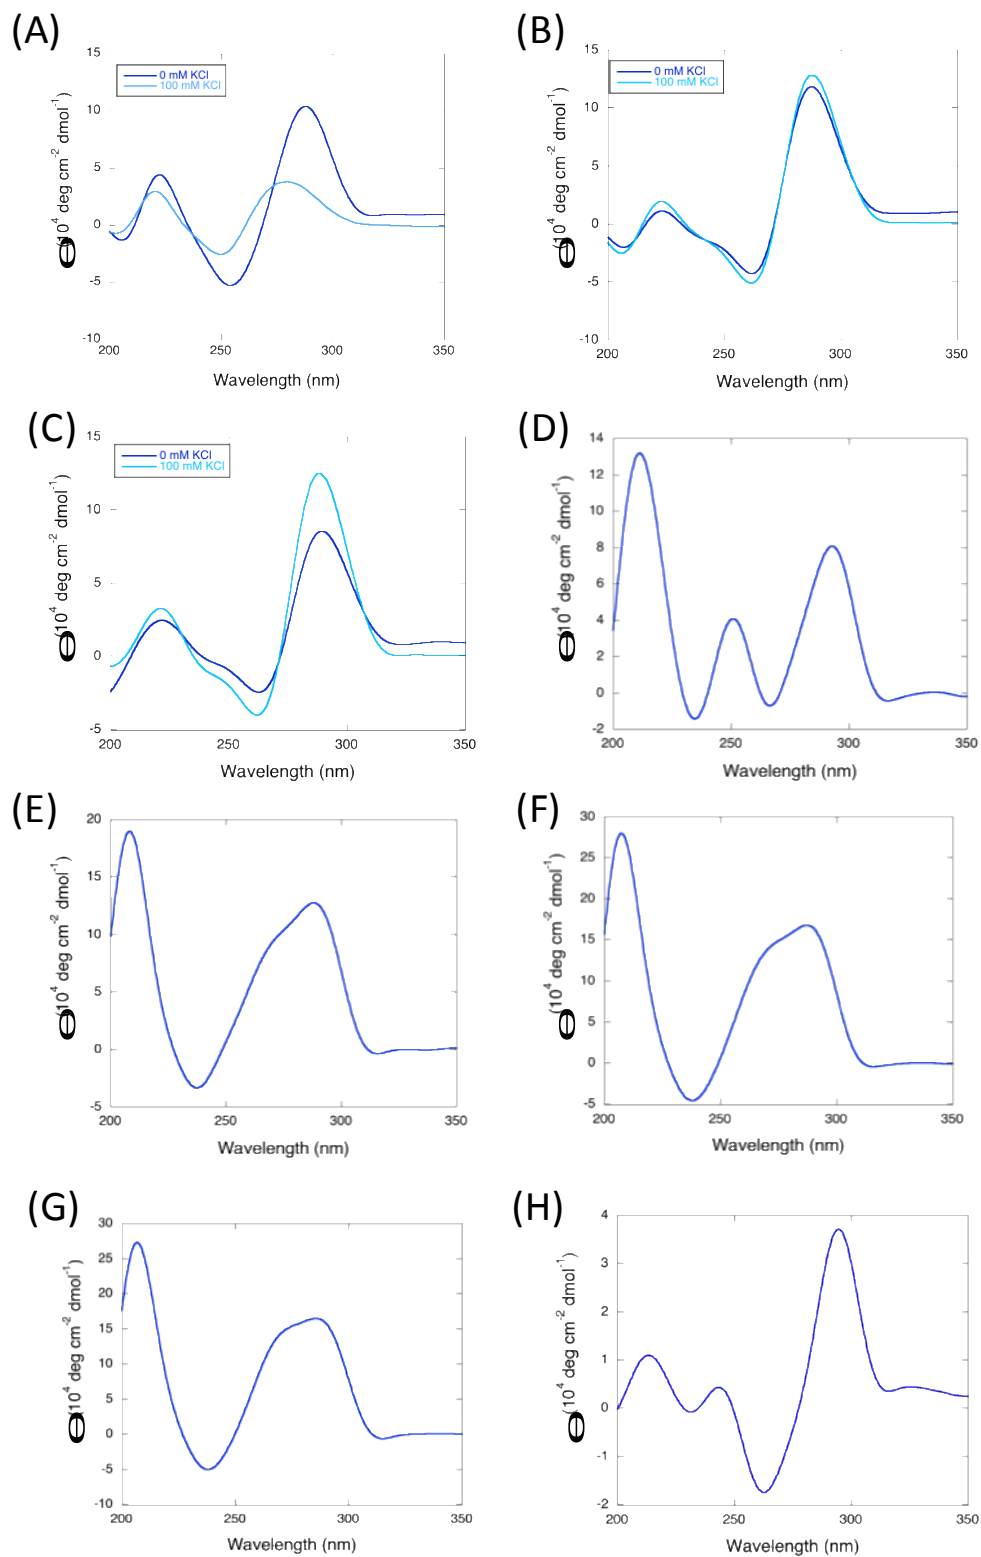 (A)
15
10
5
0
-5
-10
0 mM KCl
100 mM KCl
θ (10⁴ deg cm⁻² dmol⁻¹)
200 250 300 350
Wavelength (nm)
(B)
15
10
5
0
-5
-10
0 mM KCl
100 mM KCl
θ (10⁴ deg cm⁻² dmol⁻¹)
200 250 300 350
Wavelength (nm)
(C)
15
10
5
0
-5
0 mM KCl
100 mM KCl
θ (10⁴ deg cm⁻² dmol⁻¹)
200 250 300 350
Wavelength (nm)
(D)
14
12
10
8
6
4
2
0
-2
θ (10⁴ deg cm⁻² dmol⁻¹)
200 250 300 350
Wavelength (nm)
(E)
20
15
10
5
0
-5
θ (10⁴ deg cm⁻² dmol⁻¹)
200 250 300 350
Wavelength (nm)
(F)
30
25
20
15
10
5
0
-5
θ (10⁴ deg cm⁻² dmol⁻¹)
200 250 300 350
Wavelength (nm)
(G)
30
25
20
15
10
5
0
-5
-10
θ (10⁴ deg cm⁻² dmol⁻¹)
200 250 300 350
Wavelength (nm)
(H)
4
3
2
1
0
-1
-2
θ (10⁴ deg cm⁻² dmol⁻¹)
200 250 300 350
Wavelength (nm)